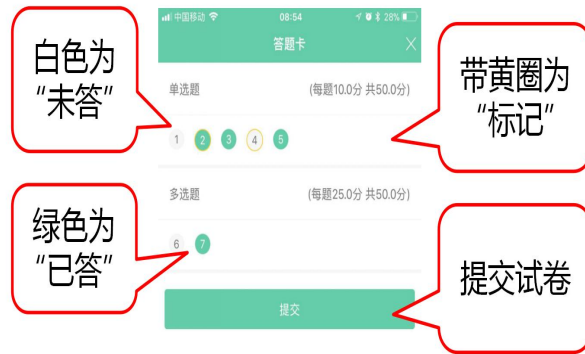 中国移动
08:54
28%
答题卡
单选题
(每题10.0分 共50.0分)
1 2 3 4 5
多选题
(每题25.0分 共50.0分)
6 7
提交
白色为
“未答”
绿色为
“已答”
带黄圈为
“标记”
提交试卷